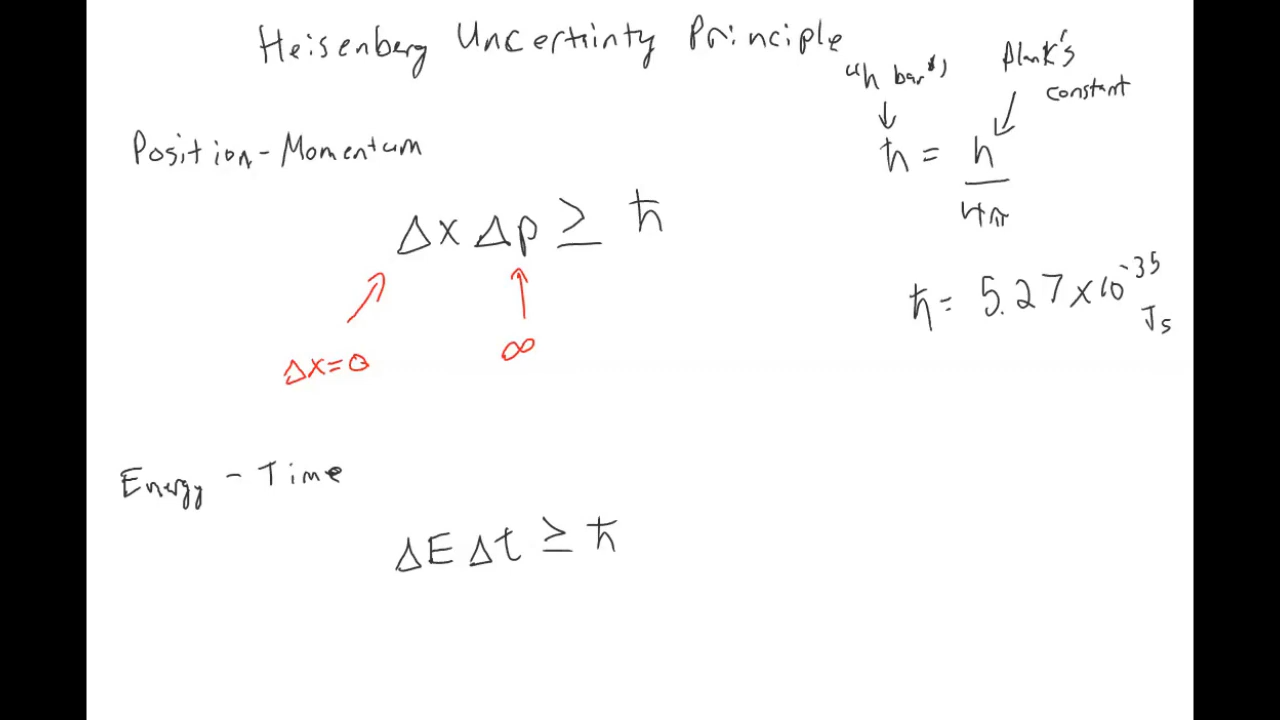 Heisenberg Uncertainty Principle
"h bar"
Plank's
constant
Position - Momentum
ħ = h
4π
Δx Δp ≥ ħ
ħ = 5.27 x 10^-35
Js
Δx=0
∞
Energy - Time
ΔE Δt ≥ ħ